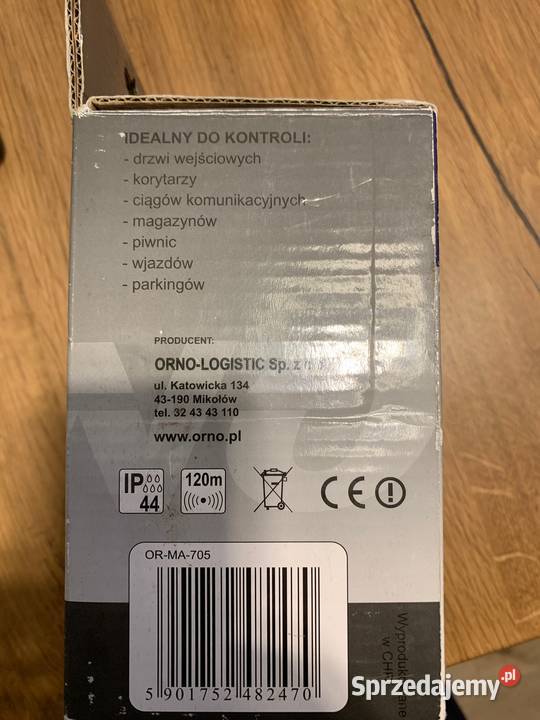 IDEALNY DO KONTROLI:
- drzwi wejściowych
- korytarzy
- ciągów komunikacyjnych
- magazynów
- piwnic
- wjazdów
- parkingów
PRODUCENT:
ORNO-LOGISTIC Sp. z
ul. Katowicka 134
43-190 Mikołów
tel. 32 43 43 110
www.orno.pl
IP
44
120m
CE
OR-MA-705
5 901752 482470
Sprzedajemy.pl